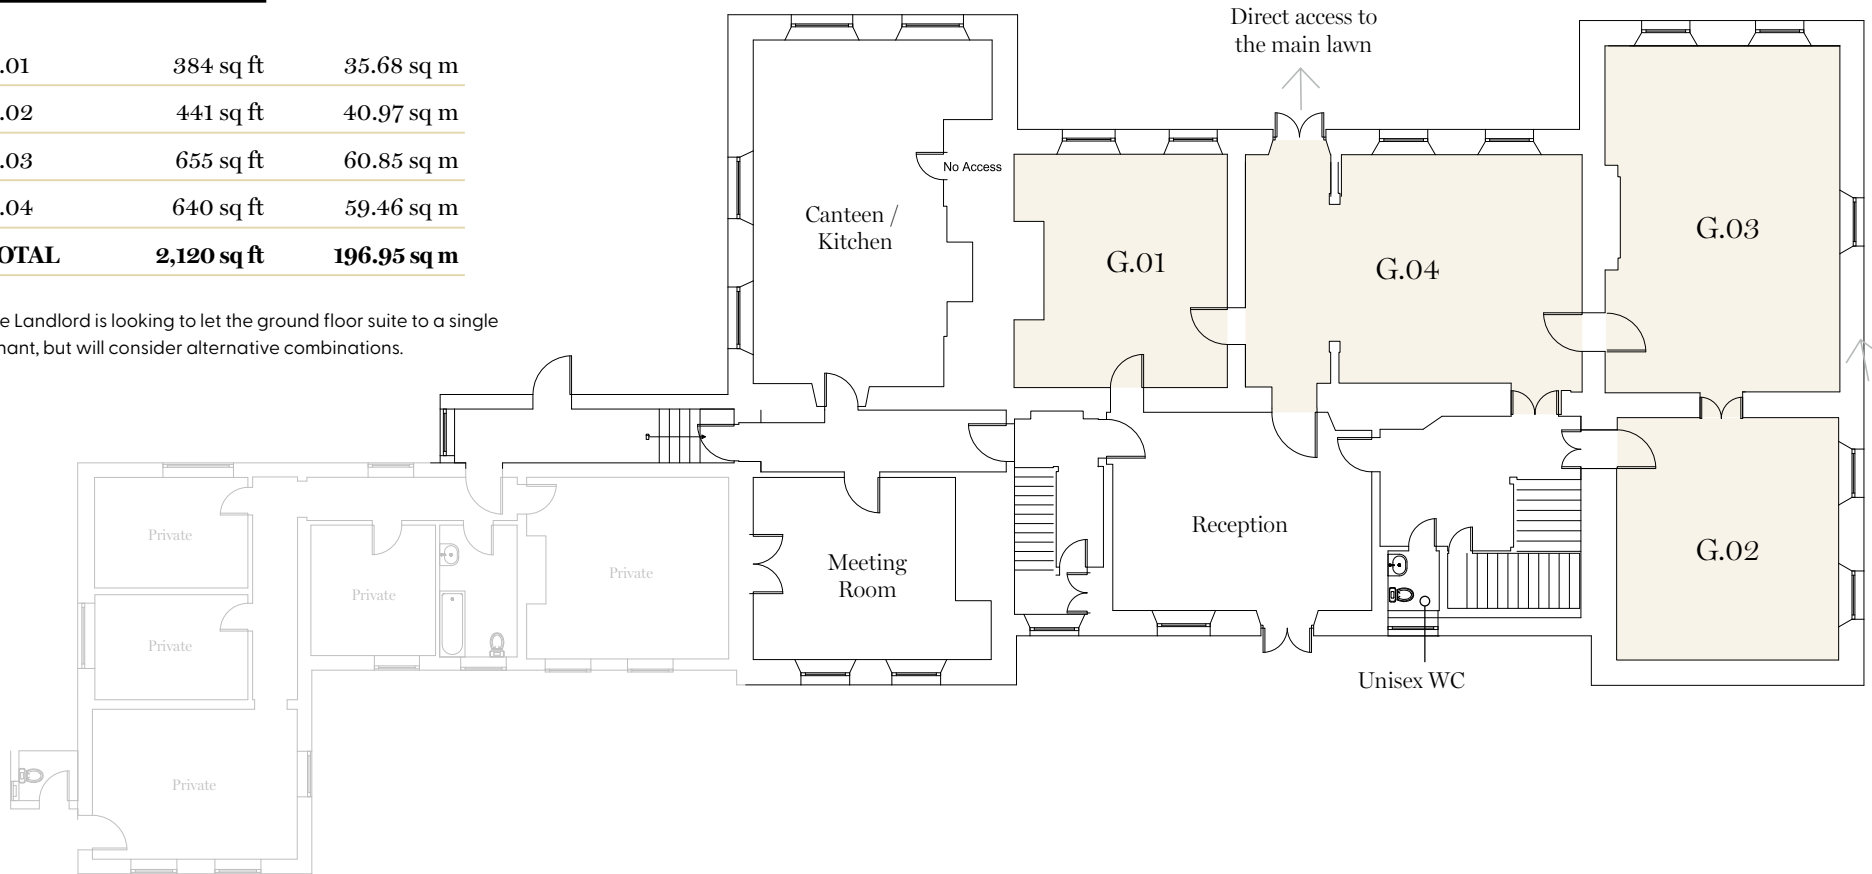 .01 384 sq ft 35.68 sq m
.02 441 sq ft 40.97 sq m
.03 655 sq ft 60.85 sq m
.04 640 sq ft 59.46 sq m
OTAL 2,120 sq ft 196.95 sq m
e Landlord is looking to let the ground floor suite to a single
nant, but will consider alternative combinations.
Direct access to
the main lawn
No Access
Canteen /
Kitchen
G.01
G.04
G.03
Reception
Meeting
Room
G.02
Unisex WC
Private
Private
Private
Private
Private